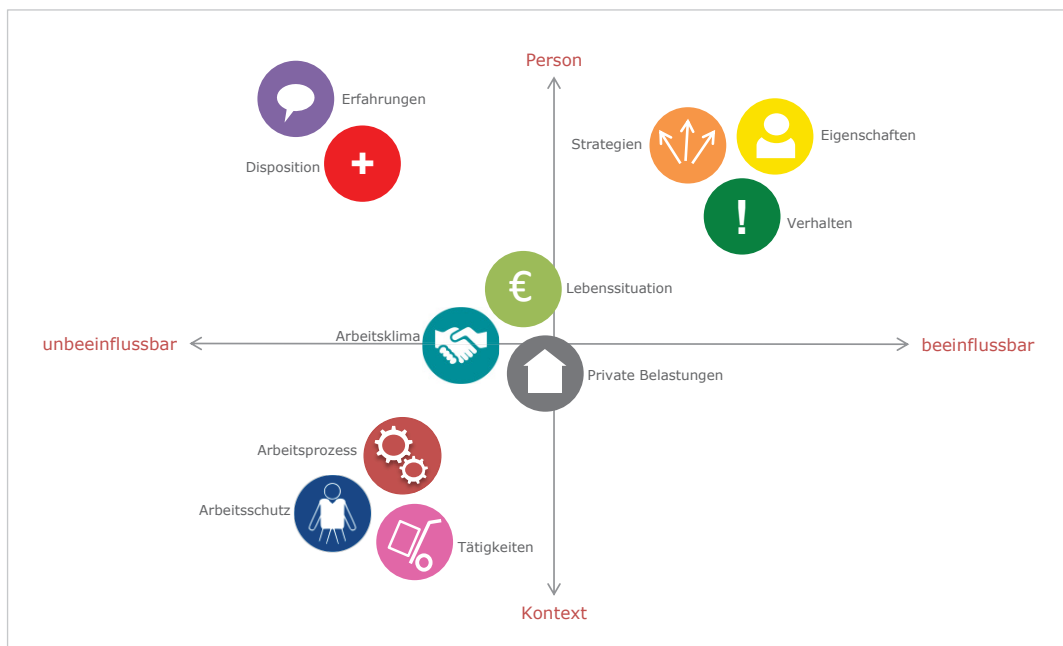 Person
Erfahrungen
Disposition
+
Strategien
Eigenschaften
!
Verhalten
€
Lebenssituation
Arbeitsklima
unbeeinflussbar
beeinflussbar
Private Belastungen
Arbeitsprozess
Arbeitsschutz
Tätigkeiten
Kontext